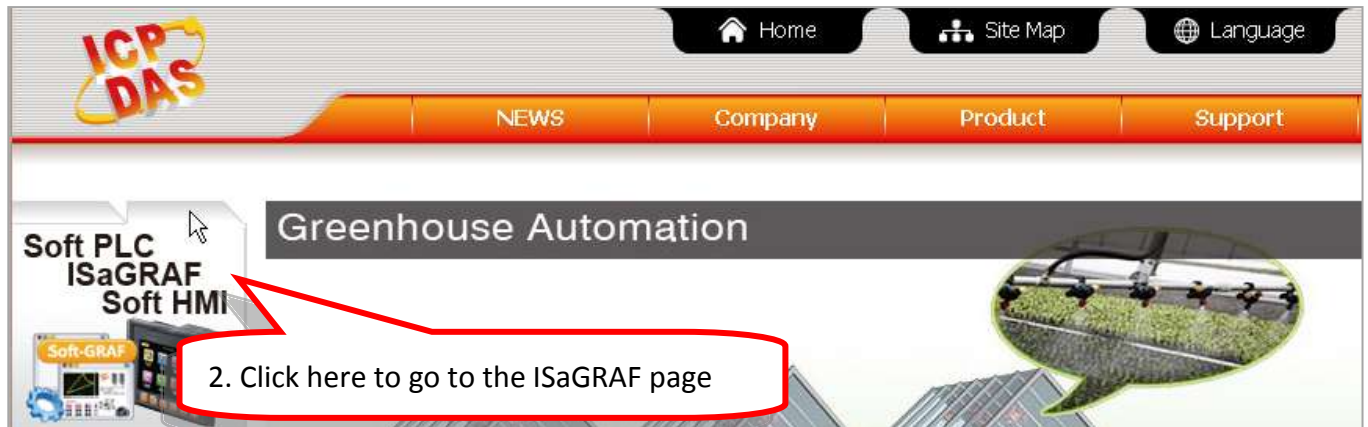 ICP
DAS
Home
Site Map
Language
NEWS
Company
Product
Support
Greenhouse Automation
Soft PLC
ISaGRAF
Soft HMI
Soft-GRAF
2. Click here to go to the ISaGRAF page